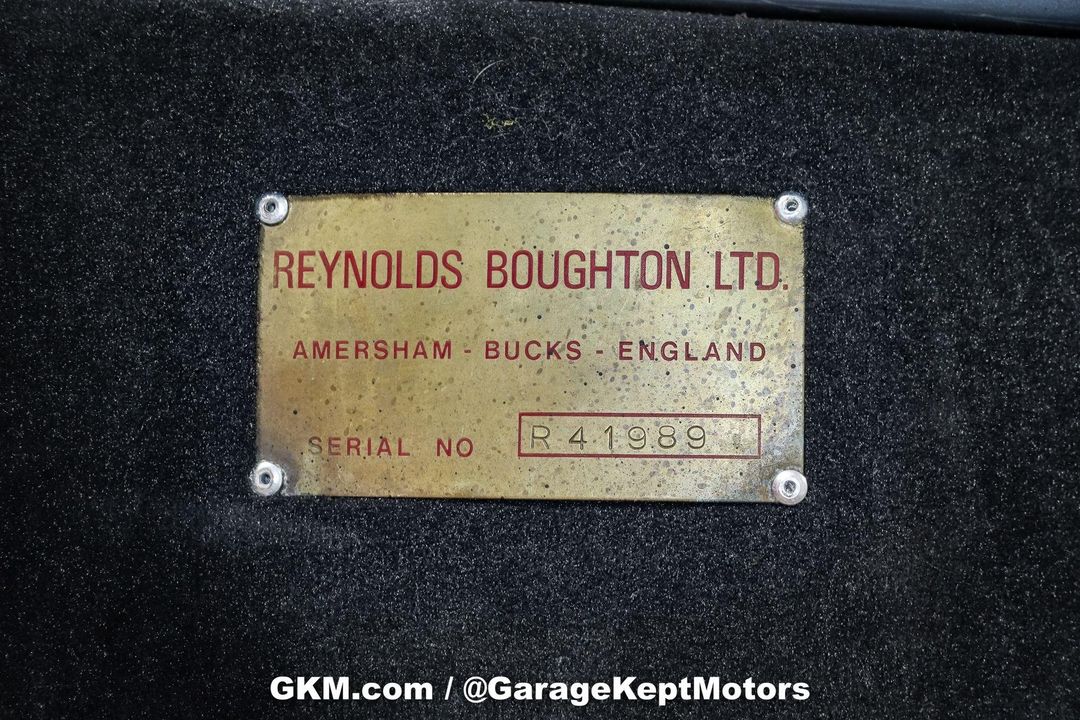 REYNOLDS BOUGHTON LTD.
AMERSHAM - BUCKS - ENGLAND
SERIAL NO R41989
GKM.com / @GarageKeptMotors